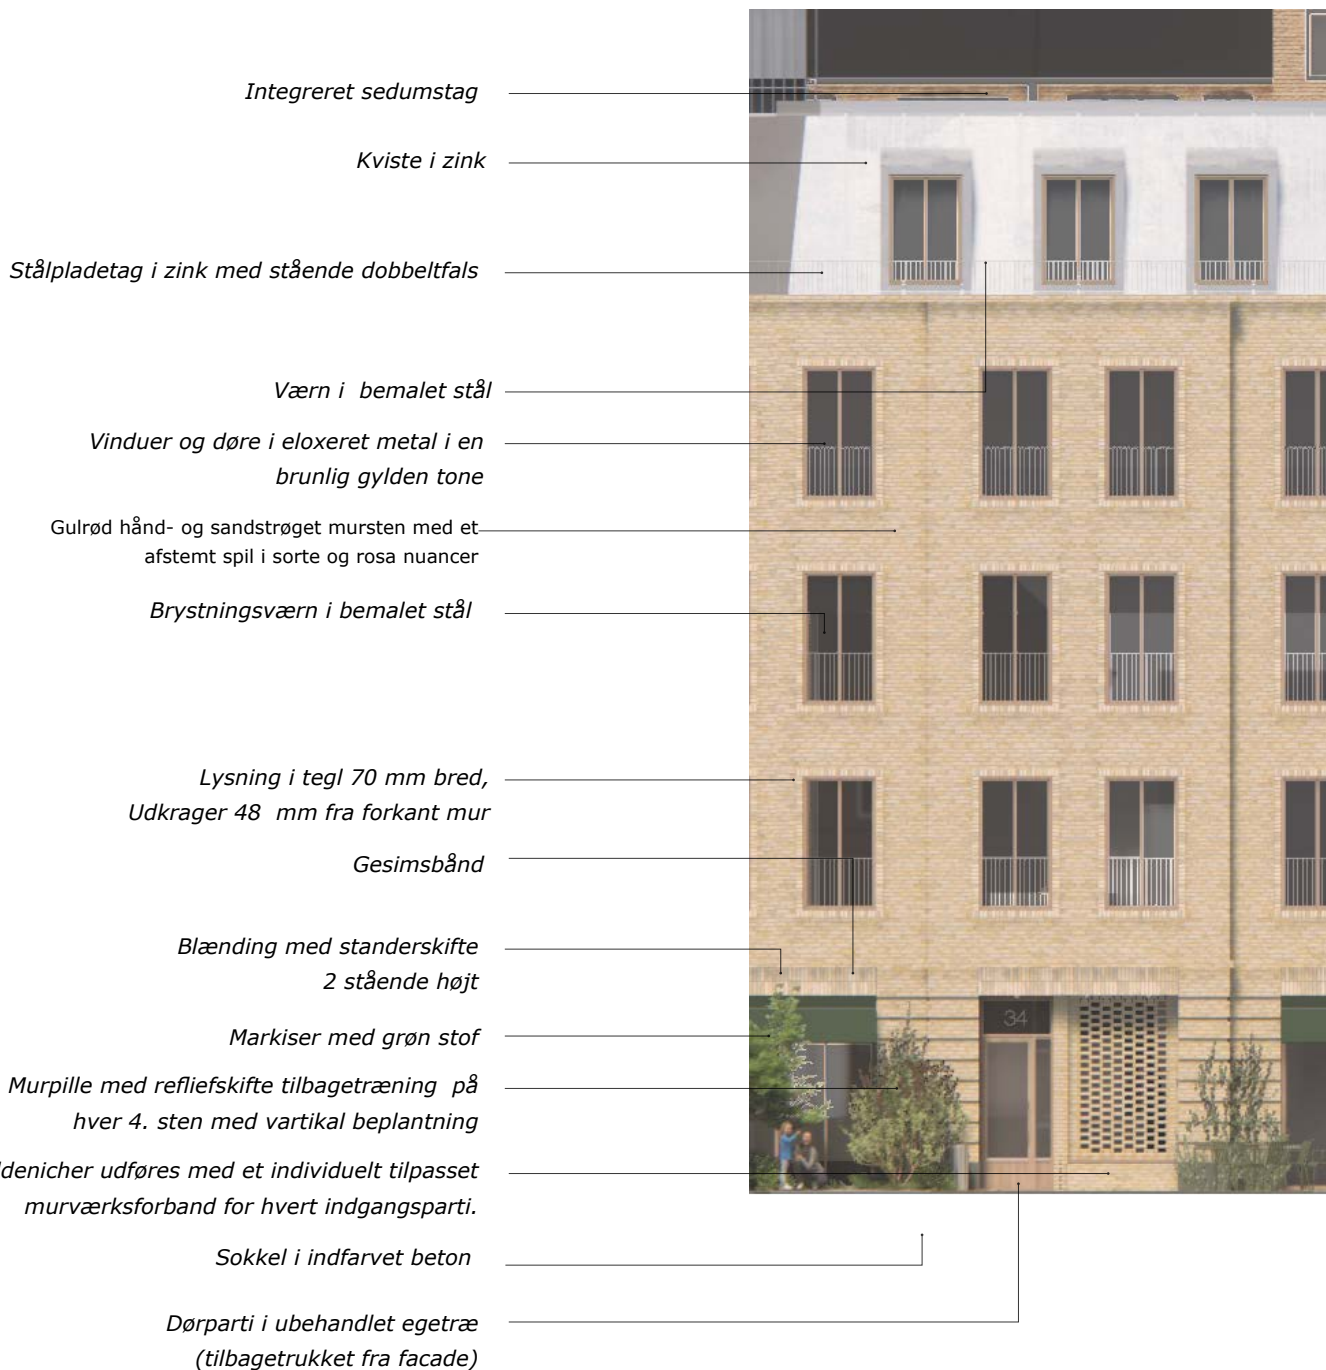 Integreret sedumstag
Kviste i zink
Stålpladetag i zink med stående dobbeltfals
Værn i  bemalet stål
Vinduer og døre i eloxeret metal i en
brunlig gylden tone
Gulrød hånd- og sandstrøget mursten med et
afstemt spil i sorte og rosa nuancer
Brystningsværn i bemalet stål
Lysning i tegl 70 mm bred,
Udkrager 48  mm fra forkant mur
Gesimsbånd
Blænding med standerskifte
2 stående højt
Markiser med grøn stof
34
Murpille med refliefskifte tilbagetræning  på
hver 4. sten med vartikal beplantning
udføres med et individuelt tilpasset
murværksforband for hvert indgangsparti.
Sokkel i indfarvet beton
Dørparti i ubehandlet egetræ
(tilbagetrukket fra facade)